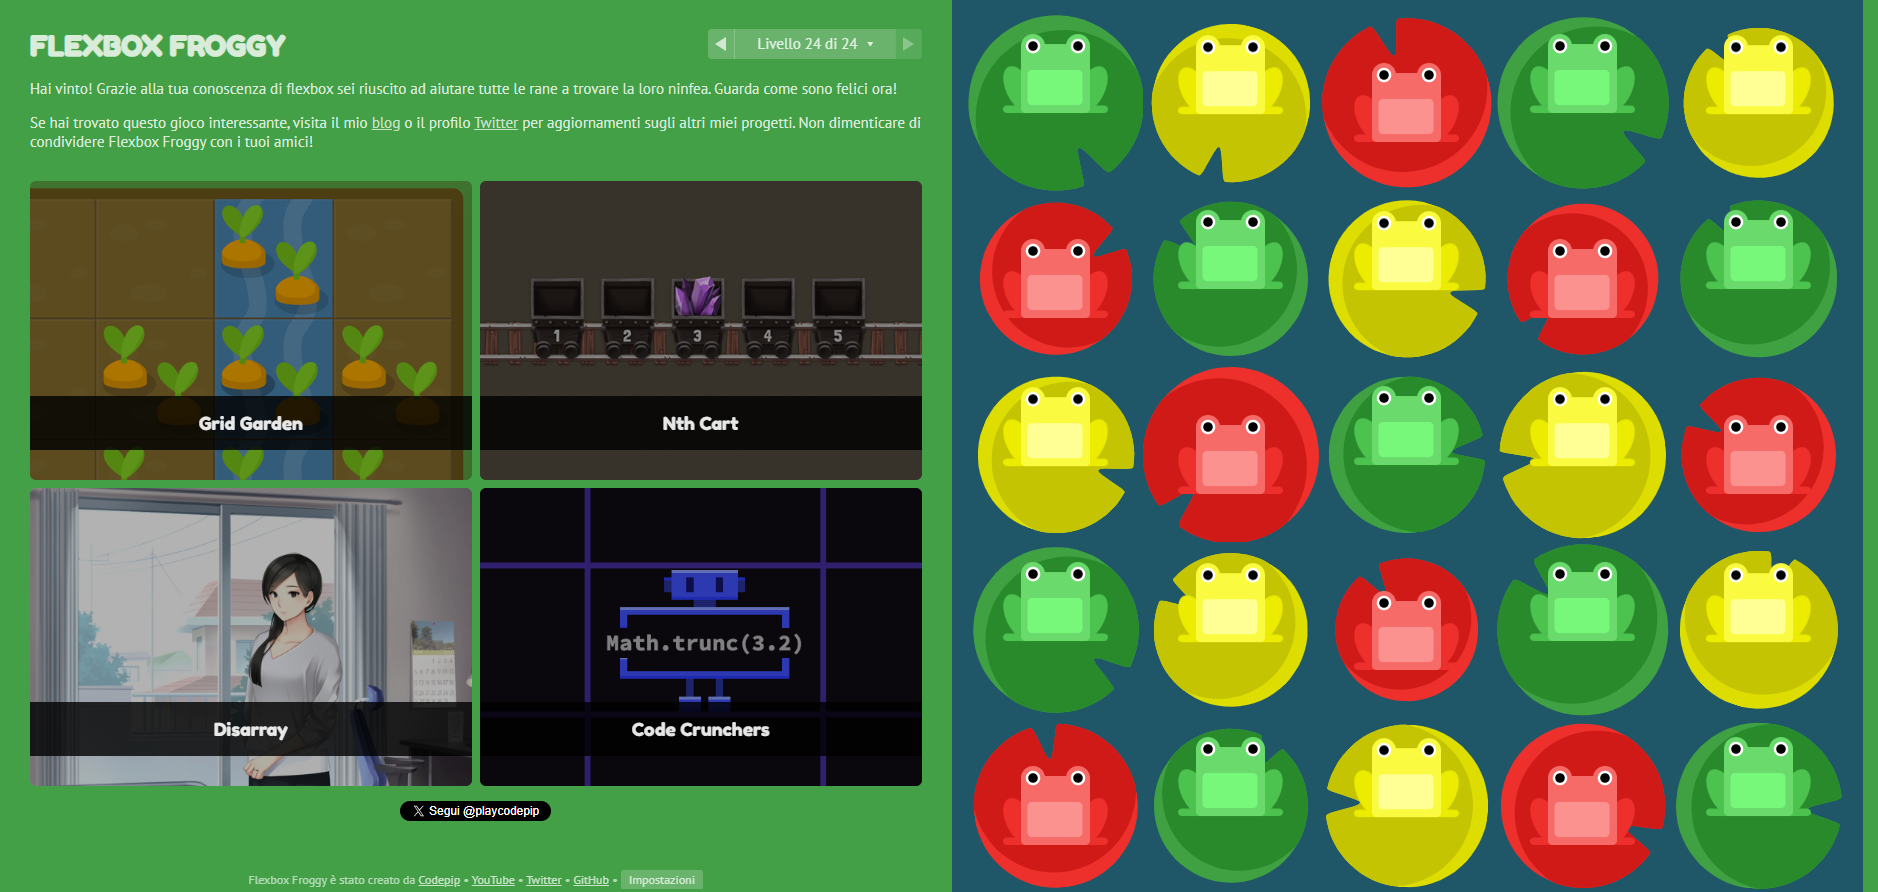 FLEXBOX FROGGY
Livello 24 di 24
Hai vinto! Grazie alla tua conoscenza di flexbox sei riuscito ad aiutare tutte le rane a trovare la loro ninfea. Guarda come sono felici ora!
Se hai trovato questo gioco interessante, visita il mio blog o il profilo Twitter per aggiornamenti sugli altri miei progetti. Non dimenticare di
condividere Flexbox Froggy con i tuoi amici!
1 2 3 4 5
Grid Garden
Nth Cart
Math.trunc(3.2)
Disarray
Code Crunchers
Segui @playcodepip
Flexbox Froggy è stato creato da Codepip • YouTube • Twitter • GitHub • Impostazioni